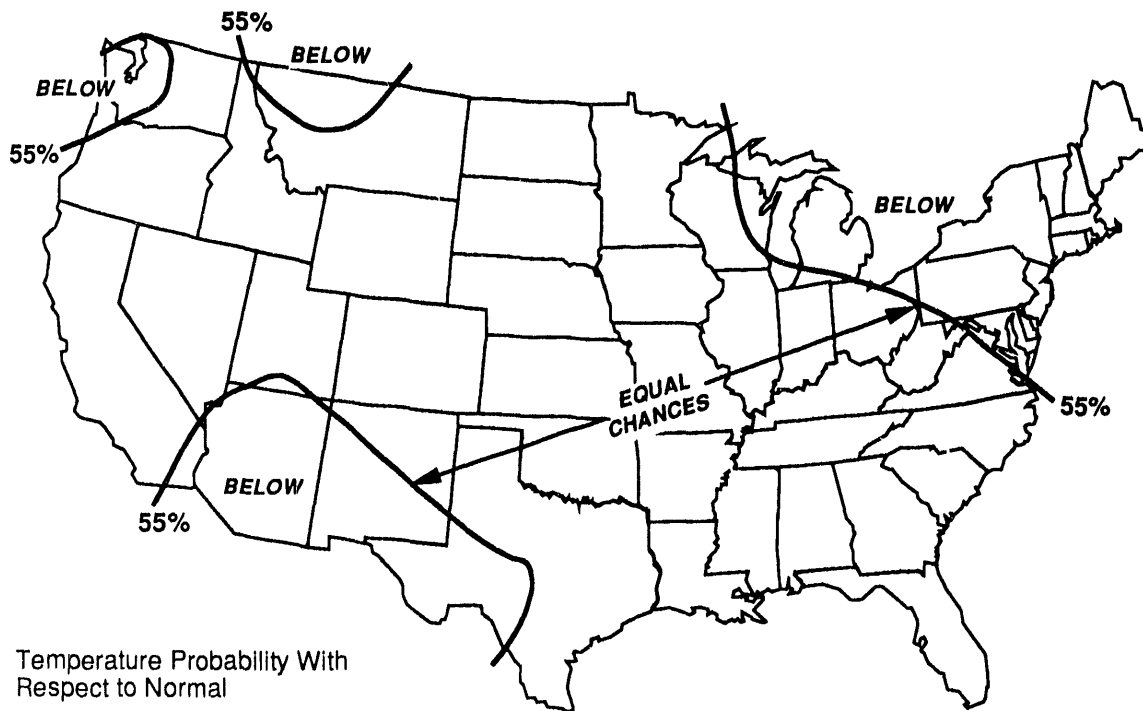 55%
BELOW
BELOW
55%
BELOW
EQUAL
CHANCES
55%
BELOW
55%
Temperature Probability With
Respect to Normal